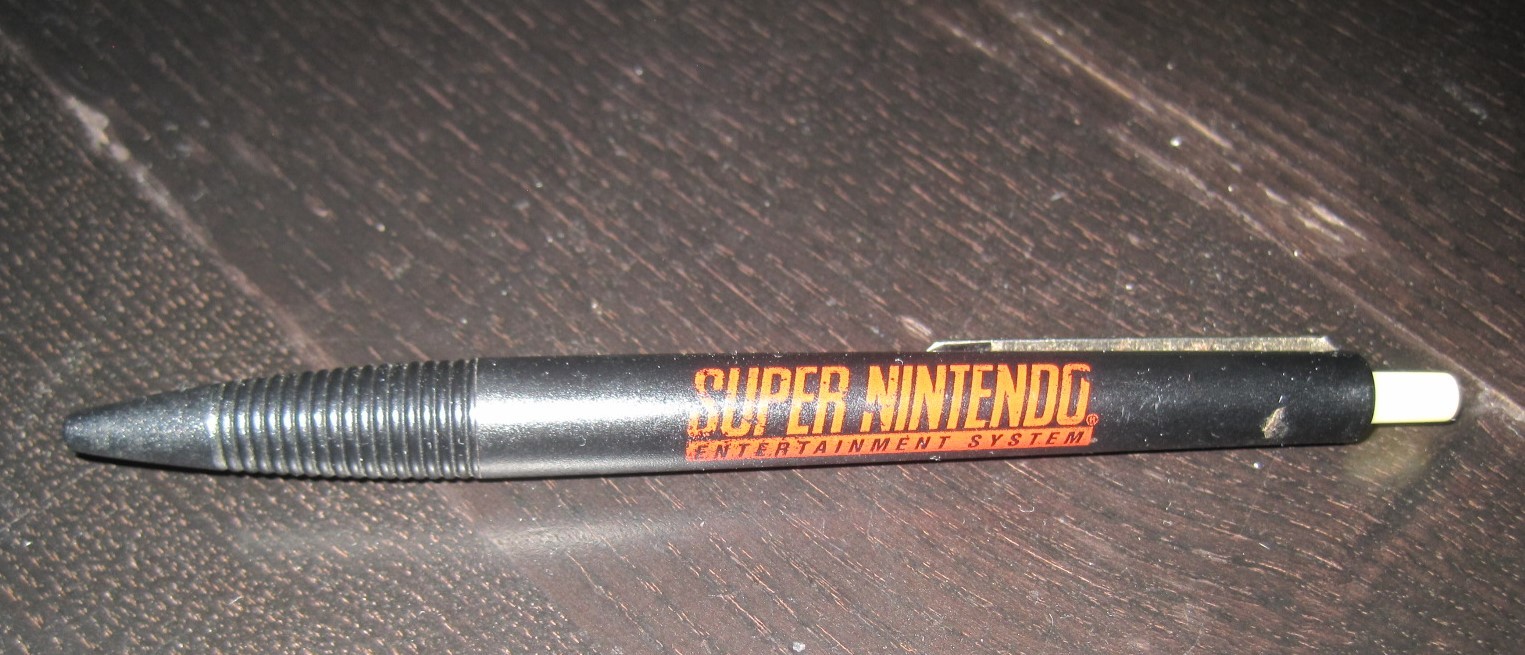 SUPER NINTENDO®
ENTERTAINMENT SYSTEM